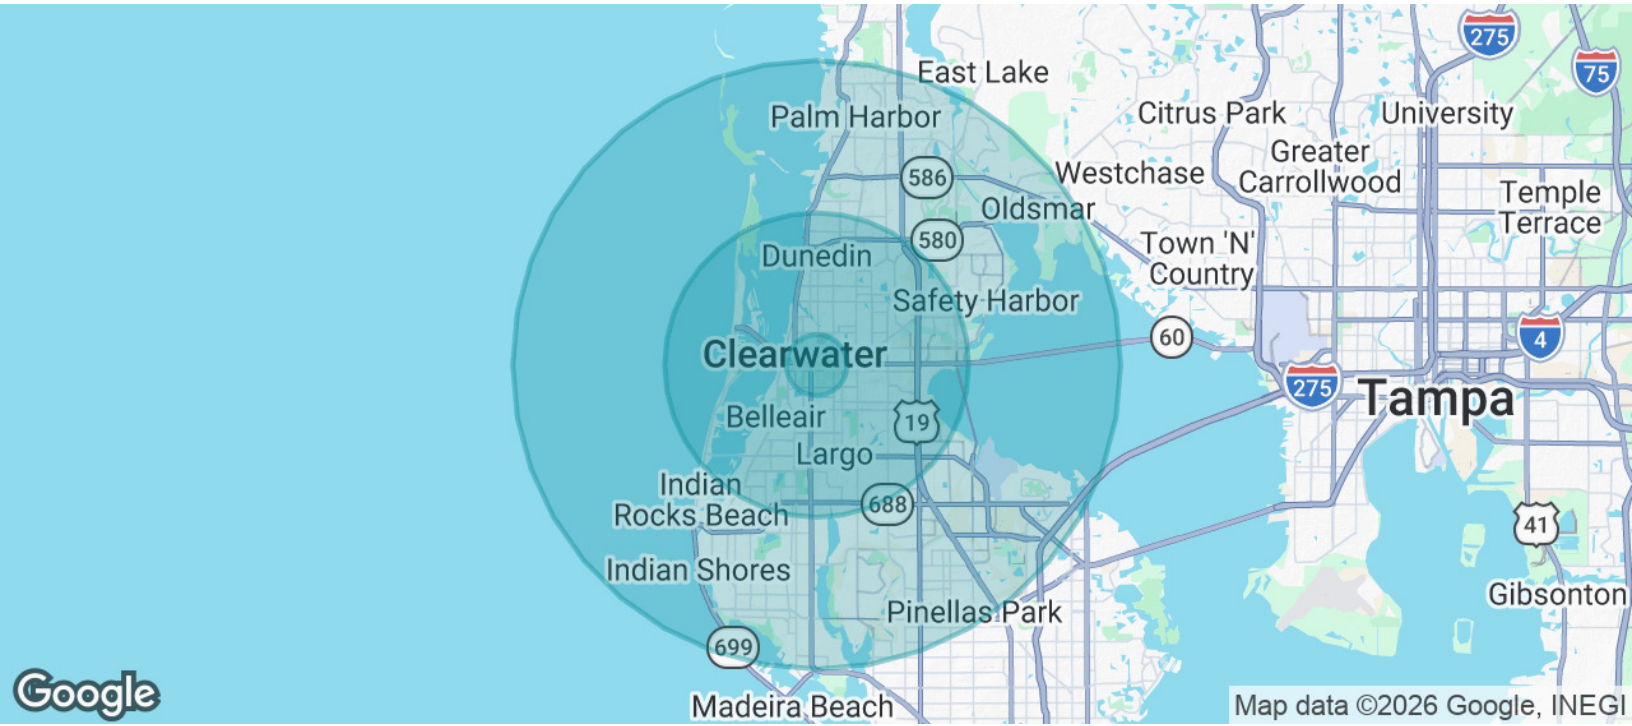 275
75
East Lake
Palm Harbor
Citrus Park
University
Greater
Carrollwood
586
Westchase
Temple
Terrace
Oldsmar
580
Town 'N'
Country
Dunedin
Safety Harbor
60
4
Clearwater
275
Tampa
Belleair
19
Largo
Indian
Rocks Beach
688
41
Indian Shores
Gibsonton
Pinellas Park
699
Google
Madeira Beach
Map data ©2026 Google, INEGI